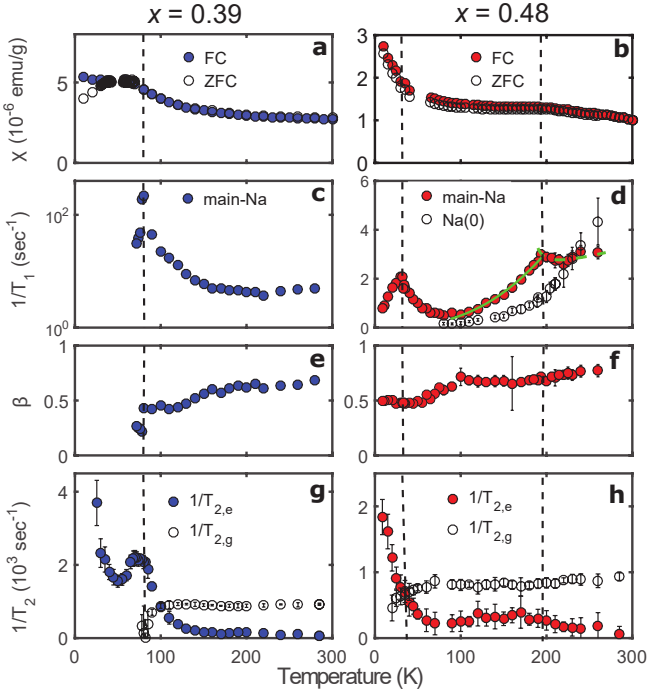 x = 0.39
x = 0.48
a
FC
ZFC
χ (10⁻⁶ emu/g)
10
5
0
b
FC
ZFC
3
2
1
0
c
main-Na
1/T₁ (sec⁻¹)
10²
10⁰
d
main-Na
Na(0)
6
4
2
0
e
β
1
0.5
0
f
1
0.5
0
g
1/T₂,e
1/T₂,g
1/T₂ (10³ sec⁻¹)
4
2
0
h
1/T₂,e
1/T₂,g
2
1
0
0 100 200 300
0 100 200 300
Temperature (K)
Temperature (K)